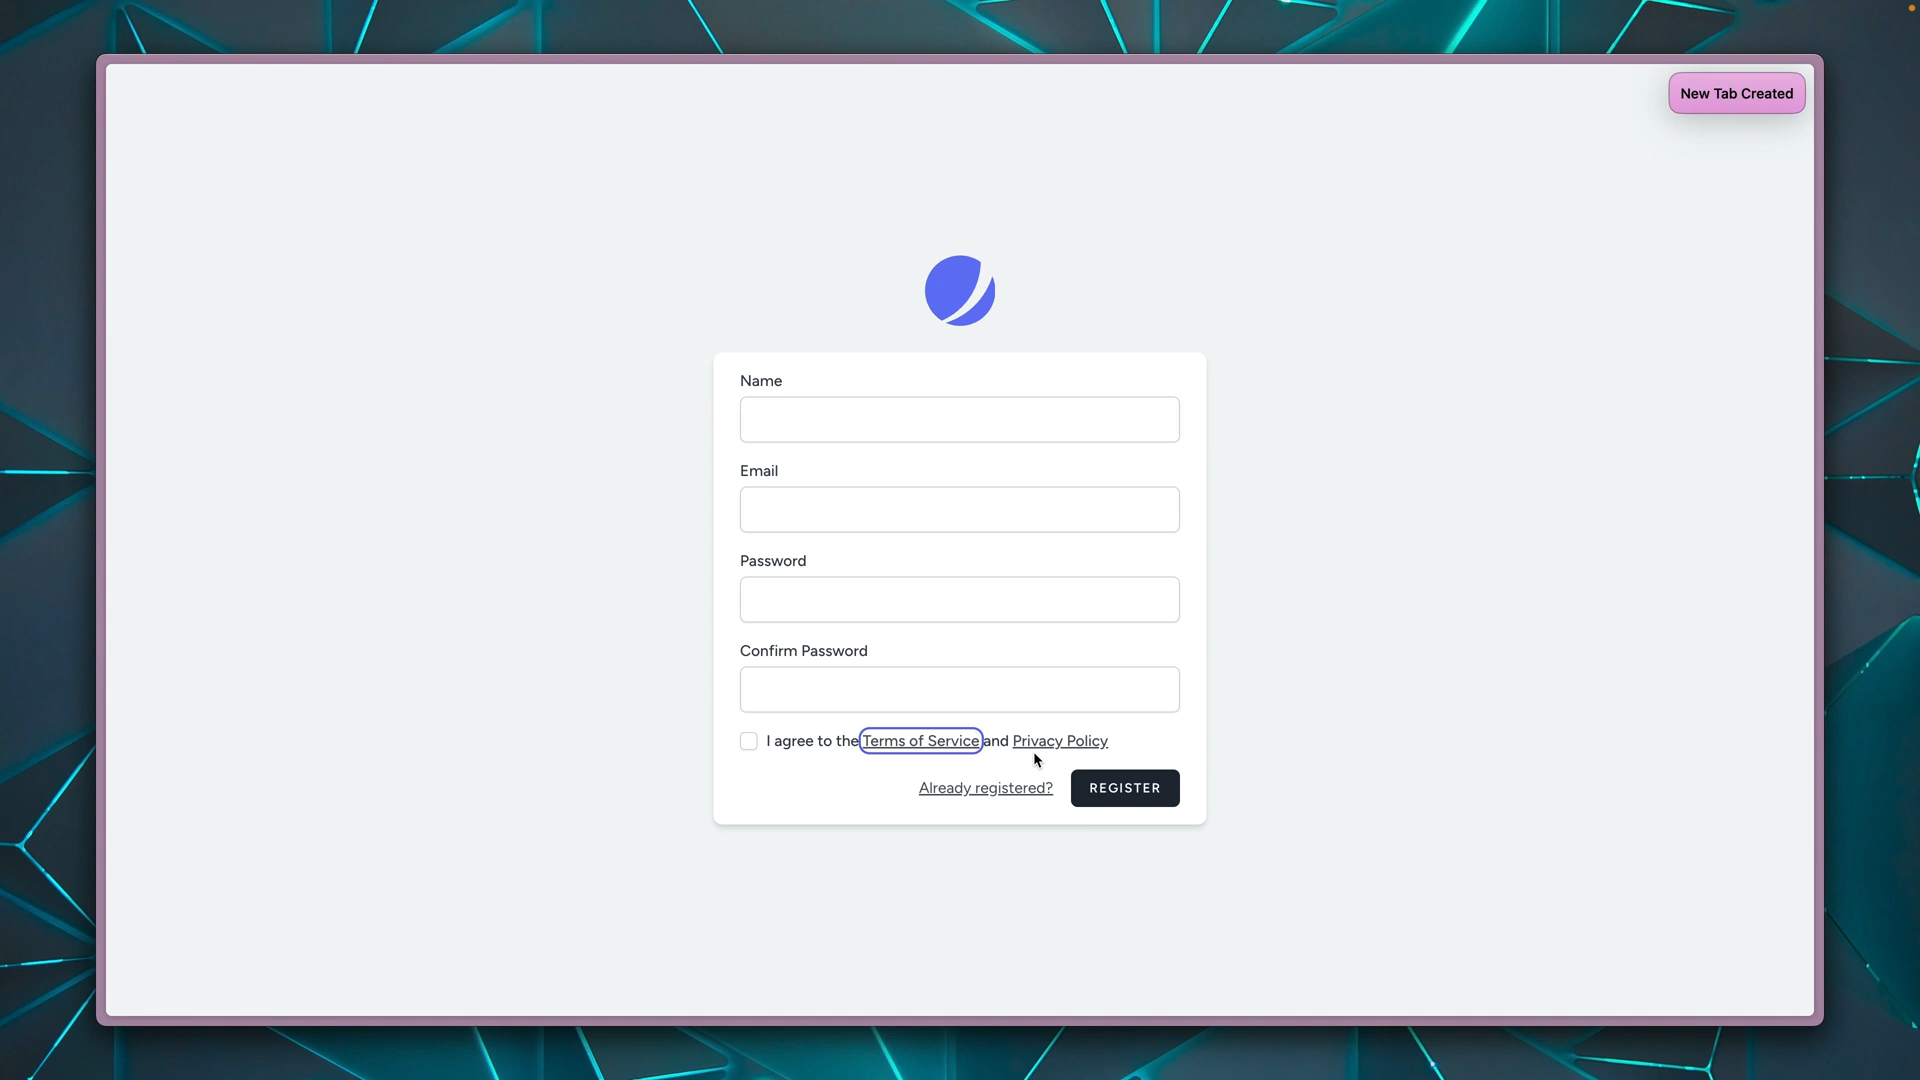 New Tab Created
Name
Email
Password
Confirm Password
I agree to the Terms of Service and Privacy Policy
Already registered? REGISTER